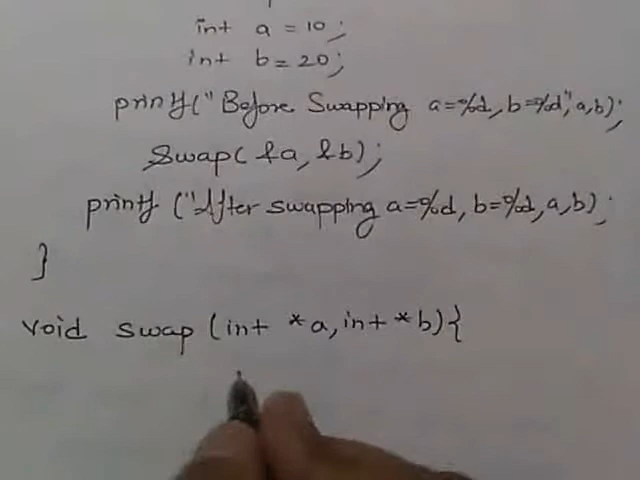 int a = 10;
int b = 20;
printf("Before Swapping a=%d, b=%d",a,b);
Swap(&a, &b);
printf ("After swapping a=%d, b=%d,a,b);
}
void swap (int *a, int *b){